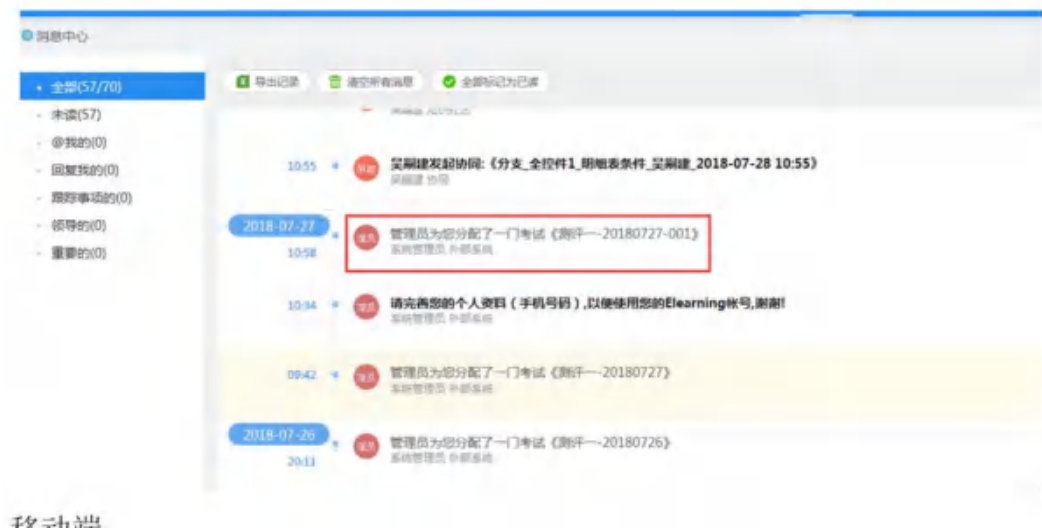 消息中心
全部(57/70)
导出记录 清空所有消息 全部标记为已读
未读(57)
@我的(0)
回复我的(0)
跟踪事项的(0)
领导的(0)
重要的(0)
10:55 吴嗣建发起协同:《分支_全控件1_明细表条件_吴嗣建_2018-07-28 10:55》
吴嗣建 协同
2018-07-27
10:58 管理员为您分配了一门考试《测评一-20180727-001》
系统管理员 外部系统
10:34 请完善您的个人资料（手机号码）,以便使用您的Elearning帐号,谢谢!
系统管理员 外部系统
09:42 管理员为您分配了一门考试《测评一-20180727》
系统管理员 外部系统
2018-07-26
20:11 管理员为您分配了一门考试《测评一-20180726》
系统管理员 外部系统
移动端